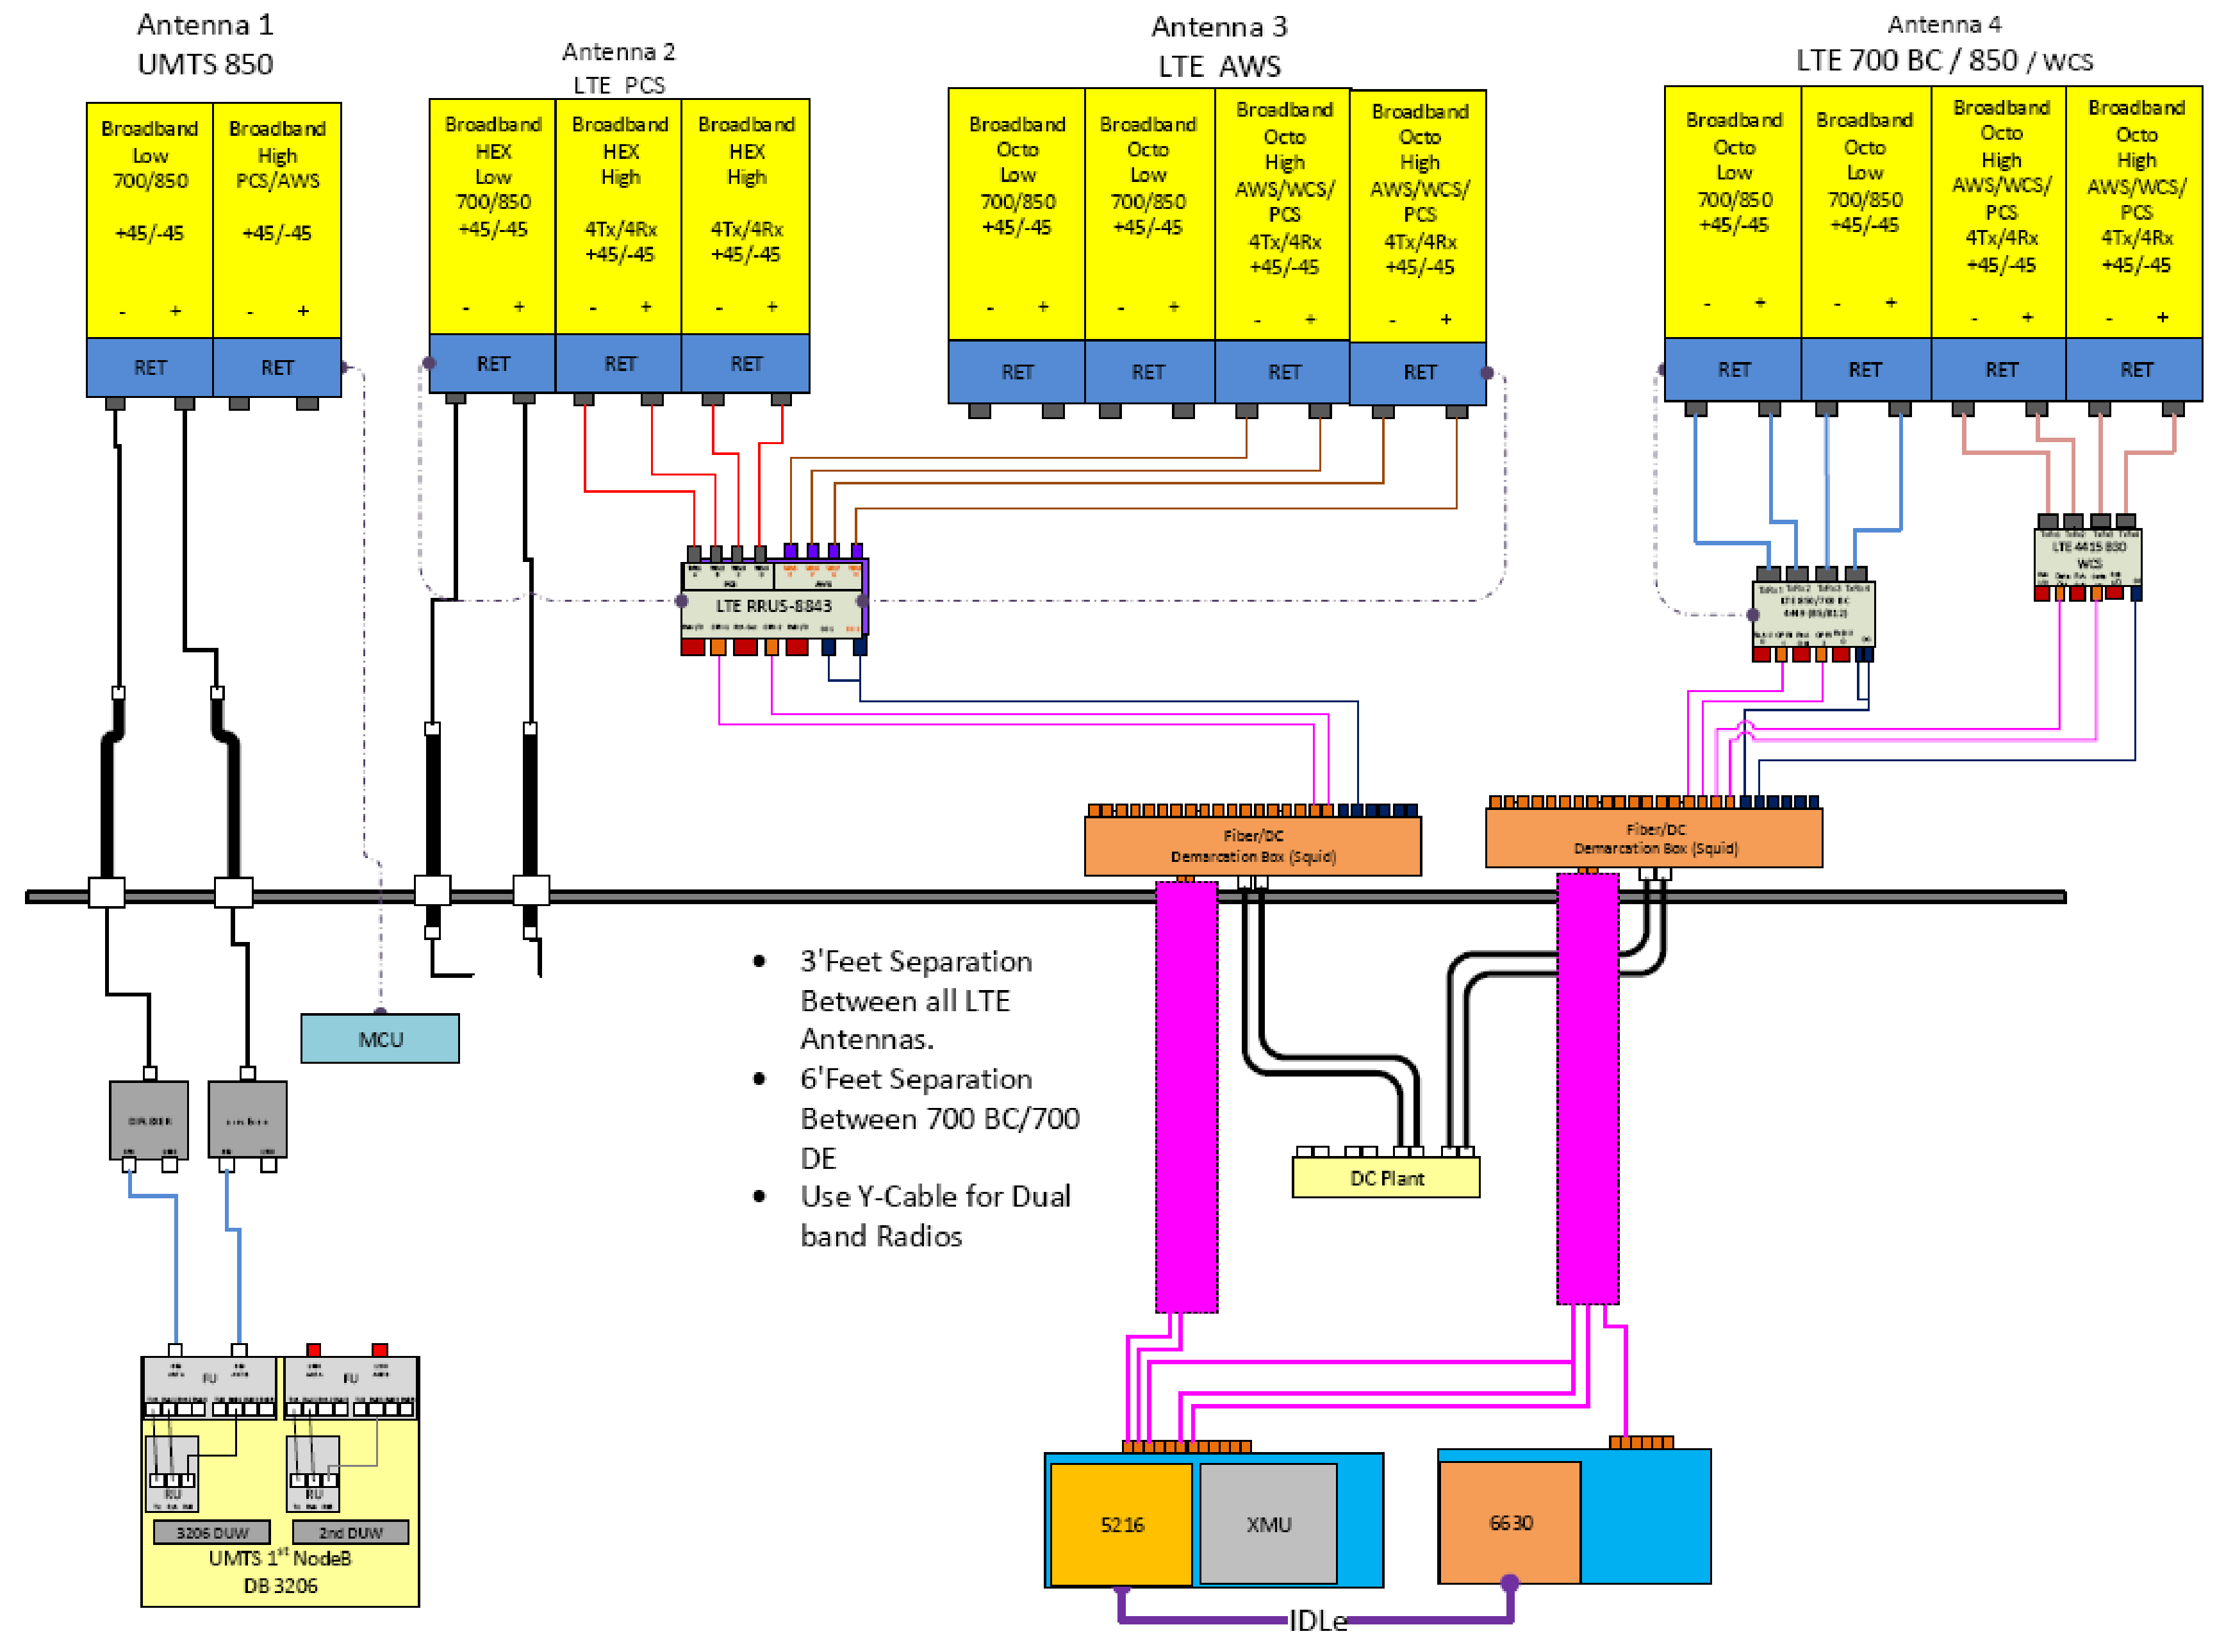 Antenna 1
UMTS 850
Antenna 2
LTE PCS
Antenna 3
LTE AWS
Antenna 4
LTE 700 BC / 850 / WCS
Broadband
Low
700/850
+45/-45
- +
RET
Broadband
High
PCS/AWS
+45/-45
- +
RET
Broadband
HEX
Low
700/850
+45/-45
- +
RET
Broadband
HEX
High
4Tx/4Rx
+45/-45
- +
RET
Broadband
HEX
High
4Tx/4Rx
+45/-45
- +
RET
Broadband
Octo
Low
700/850
+45/-45
- +
RET
Broadband
Octo
Low
700/850
+45/-45
- +
RET
Broadband
Octo
High
AWS/WCS/
PCS
4Tx/4Rx
+45/-45
- +
RET
Broadband
Octo
High
AWS/WCS/
PCS
4Tx/4Rx
+45/-45
- +
RET
Broadband
Octo
Low
700/850
+45/-45
- +
RET
Broadband
Octo
Low
700/850
+45/-45
- +
RET
Broadband
Octo
High
AWS/WCS/
PCS
4Tx/4Rx
+45/-45
- +
RET
Broadband
Octo
High
AWS/WCS/
PCS
4Tx/4Rx
+45/-45
- +
RET
LTE RRUS-8843
LTE 850/700 BC
4449 (B5/B12)
LTE 4415 B30
WCS
Fiber/DC
Demarcation Box (Squid)
Fiber/DC
Demarcation Box (Squid)
• 3'Feet Separation
Between all LTE
Antennas.
• 6'Feet Separation
Between 700 BC/700
DE
• Use Y-Cable for Dual
band Radios
MCU
DC Plant
FU
FU
RU
RU
3206 DUW
2nd DUW
UMTS 1st NodeB
DB 3206
5216
XMU
6630
IDLe